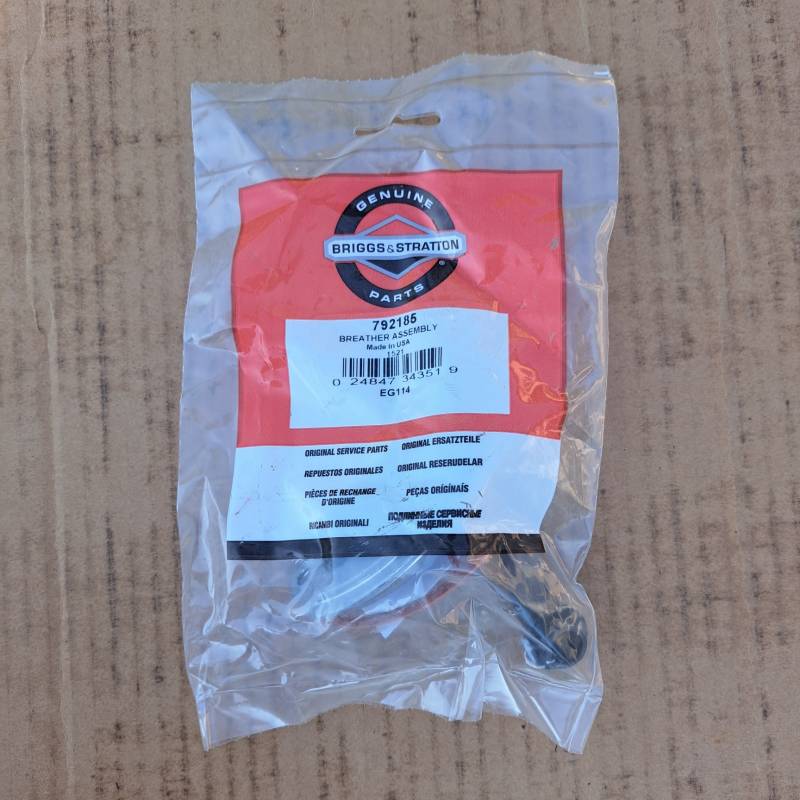 GENUINE
BRIGGS & STRATTON
®
PARTS
792185
BREATHER ASSEMBLY
Made in USA
1521
0 24847 34351 9
EG114
ORIGINAL SERVICE PARTS
ORIGINAL ERSATZTEILE
REPUESTOS ORIGINALES
ORIGINAL RESERUDELAR
PIÈCES DE RECHANGE
D'ORIGINE
PEÇAS ORIGINAIS
RICAMBI ORIGINALI
ПОДЛИННЫЕ СЕРВИСНЫЕ
ИЗДЕЛИЯ